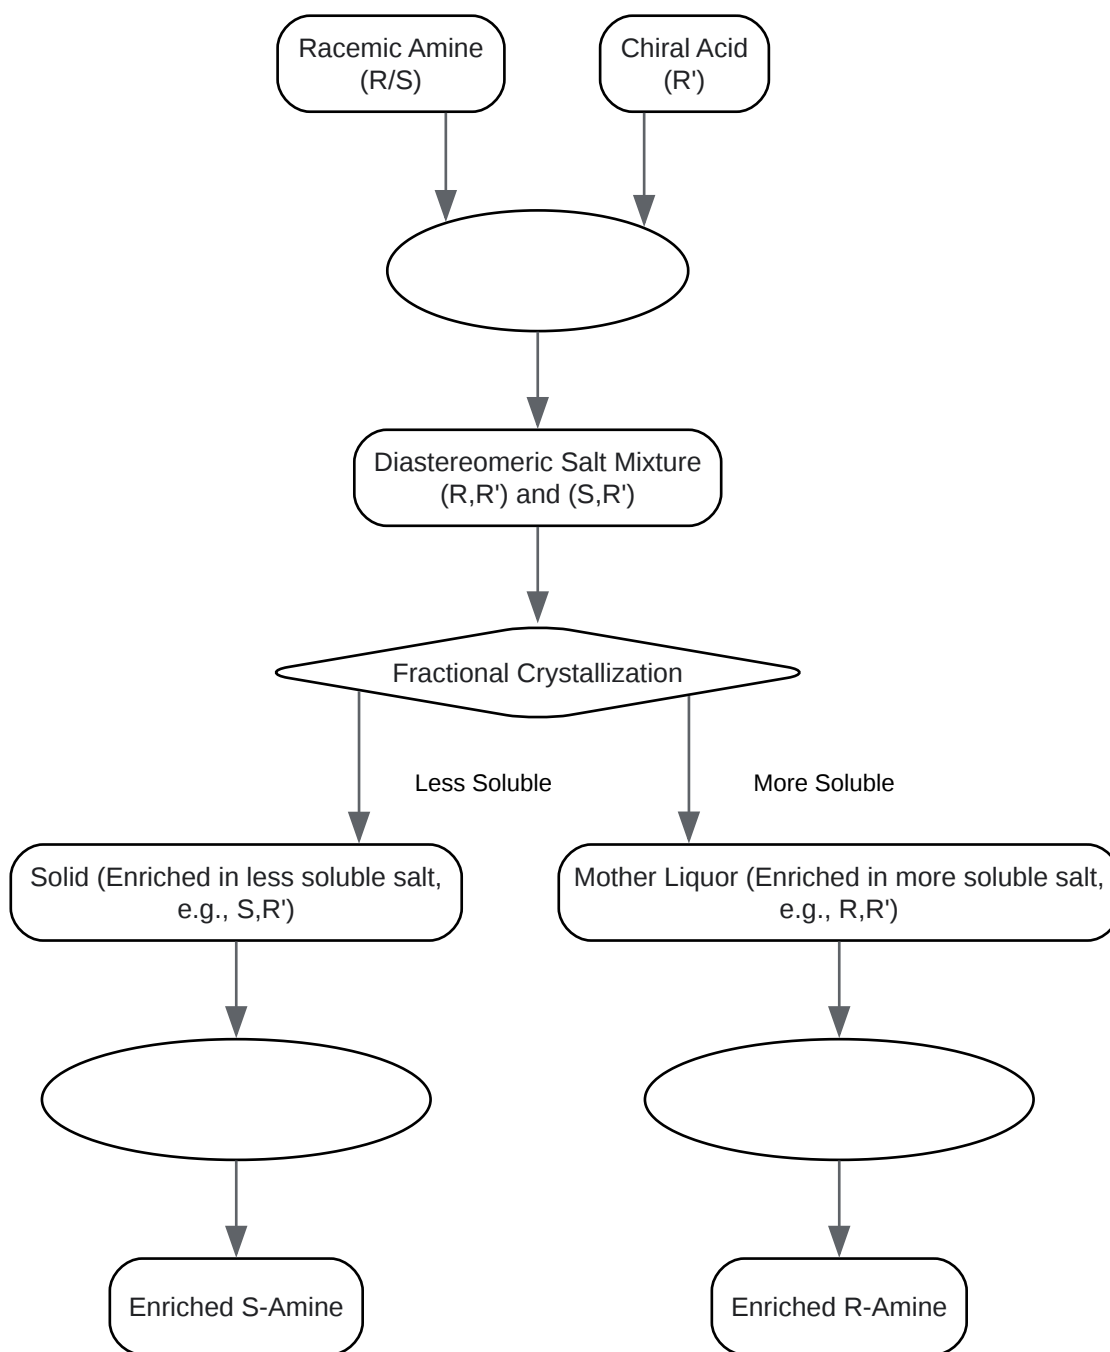 Racemic Amine
(R/S)
Chiral Acid
(R')
Diastereomeric Salt Mixture
(R,R') and (S,R')
Fractional Crystallization
Less Soluble
More Soluble
Solid (Enriched in less soluble salt,
e.g., S,R')
Mother Liquor (Enriched in more soluble salt,
e.g., R,R')
Enriched S-Amine
Enriched R-Amine